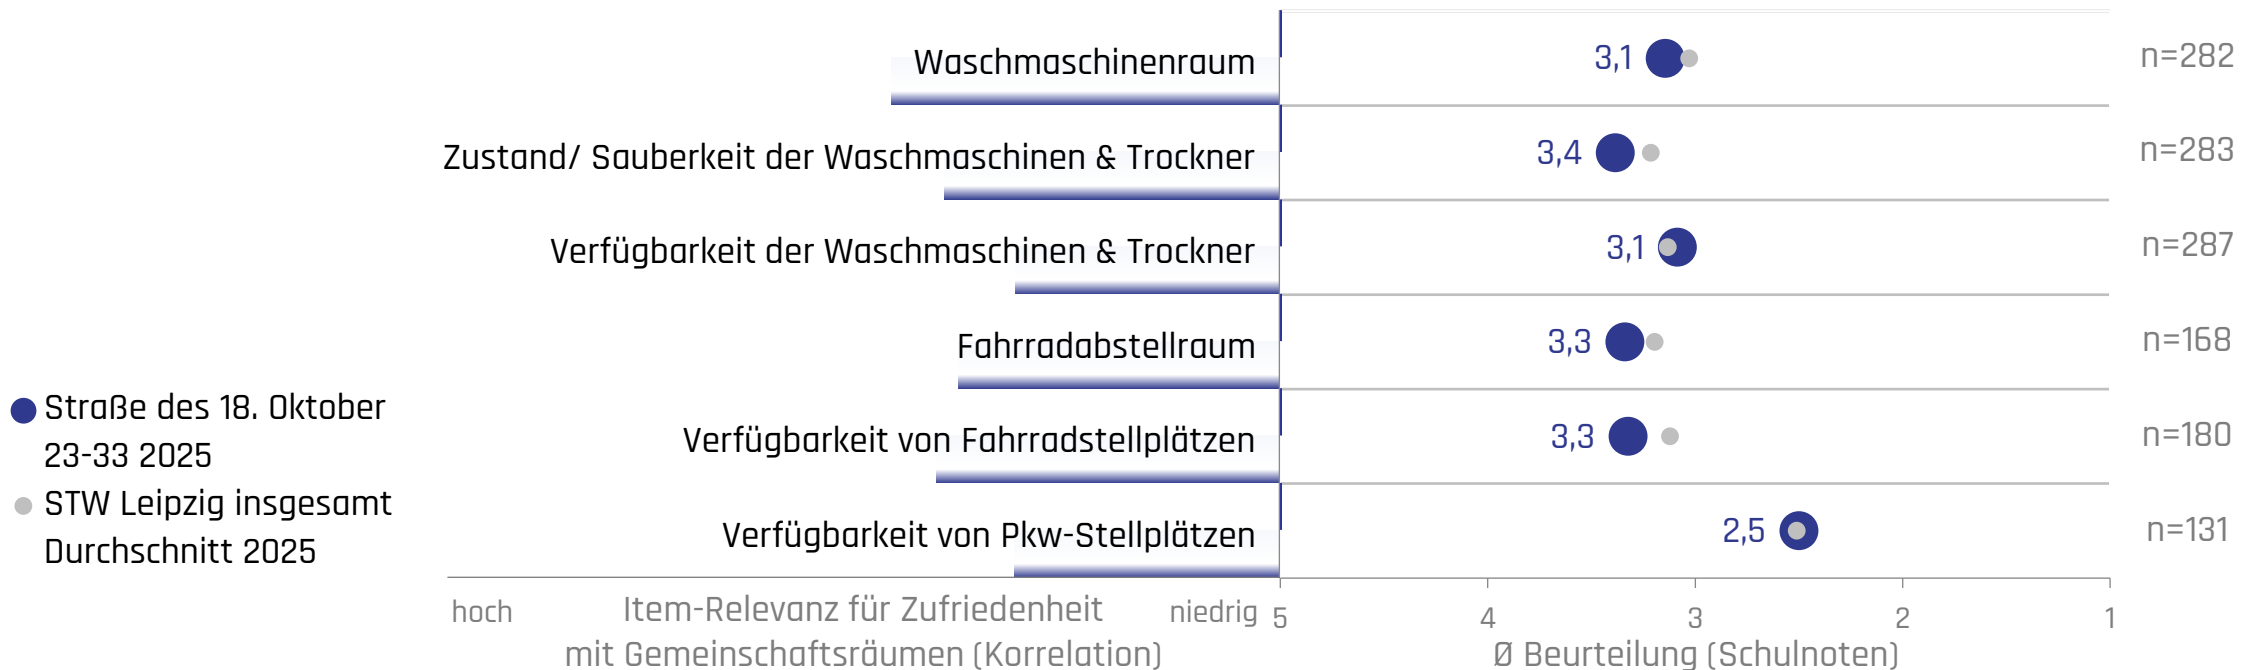 Waschmaschinenraum 3,1 n=282
Zustand/ Sauberkeit der Waschmaschinen & Trockner 3,4 n=283
Verfügbarkeit der Waschmaschinen & Trockner 3,1 n=287
Fahrradabstellraum 3,3 n=168
Verfügbarkeit von Fahrradstellplätzen 3,3 n=180
Verfügbarkeit von Pkw-Stellplätzen 2,5 n=131
Straße des 18. Oktober
23-33 2025
STW Leipzig insgesamt
Durchschnitt 2025
hoch Item-Relevanz für Zufriedenheit niedrig 5 4 3 2 1
mit Gemeinschaftsräumen (Korrelation) Ø Beurteilung (Schulnoten)